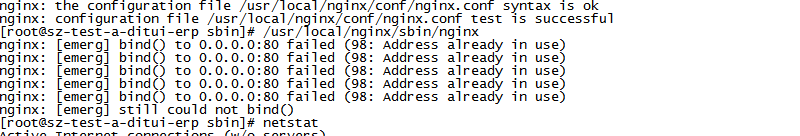 nginx: the configuration file /usr/local/nginx/conf/nginx.conf syntax is ok
nginx: configuration file /usr/local/nginx/conf/nginx.conf test is successful
[root@sz-test-a-ditui-erp sbin]# /usr/local/nginx/sbin/nginx
nginx: [emerg] bind() to 0.0.0.0:80 failed (98: Address already in use)
nginx: [emerg] bind() to 0.0.0.0:80 failed (98: Address already in use)
nginx: [emerg] bind() to 0.0.0.0:80 failed (98: Address already in use)
nginx: [emerg] bind() to 0.0.0.0:80 failed (98: Address already in use)
nginx: [emerg] bind() to 0.0.0.0:80 failed (98: Address already in use)
nginx: [emerg] still could not bind()
[root@sz-test-a-ditui-erp sbin]# netstat
Active Internet connections (w/o servers)